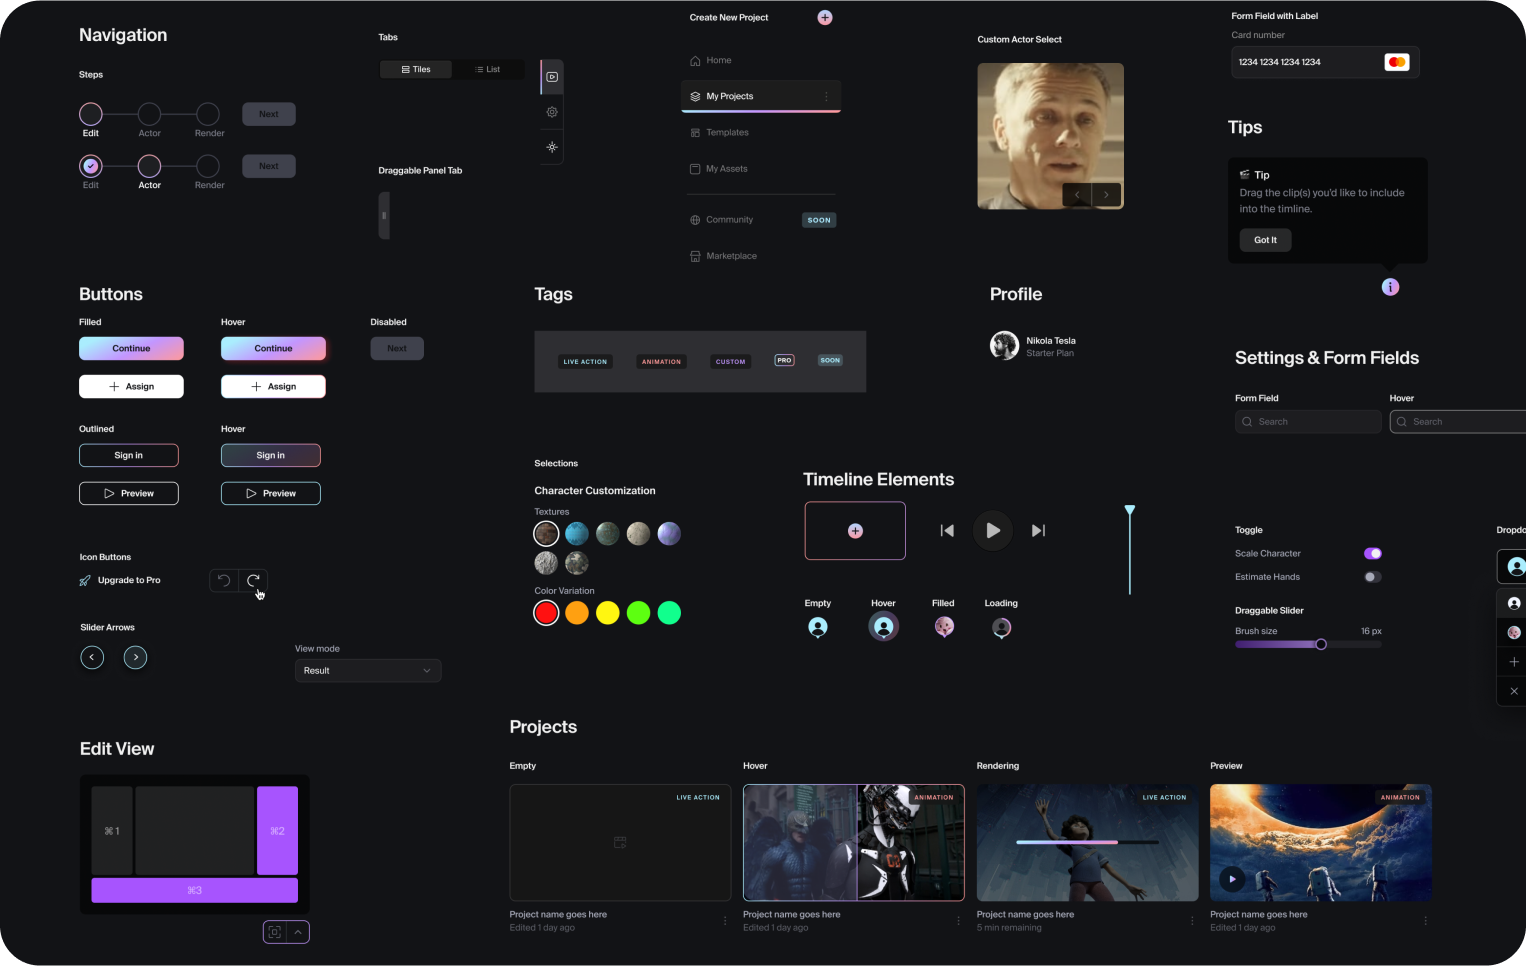 Navigation
Steps
Edit
Actor
Render
Next
Edit
Actor
Render
Next
Tabs
Tiles
List
Draggable Panel Tab
Create New Project
Home
My Projects
Templates
My Assets
Community
SOON
Marketplace
Custom Actor Select
Form Field with Label
Card number
1234 1234 1234 1234
Tips
Tip
Drag the clip(s) you'd like to include
into the timline.
Got It
Buttons
Filled
Hover
Disabled
Continue
Continue
Next
Assign
Assign
Outlined
Hover
Sign in
Sign in
Preview
Preview
Icon Buttons
Upgrade to Pro
Slider Arrows
View mode
Result
Tags
LIVE ACTION
ANIMATION
CUSTOM
PRO
SOON
Profile
Nikola Tesla
Starter Plan
Settings & Form Fields
Form Field
Hover
Search
Search
Selections
Character Customization
Textures
Color Variation
Timeline Elements
Empty
Hover
Filled
Loading
Toggle
Scale Character
Estimate Hands
Draggable Slider
Brush size
16 px
Dropdo
Edit View
⌘1
⌘2
⌘3
Projects
Empty
Hover
Rendering
Preview
LIVE ACTION
ANIMATION
LIVE ACTION
ANIMATION
Project name goes here
Edited 1 day ago
Project name goes here
Edited 1 day ago
Project name goes here
5 min remaining
Project name goes here
Edited 1 day ago